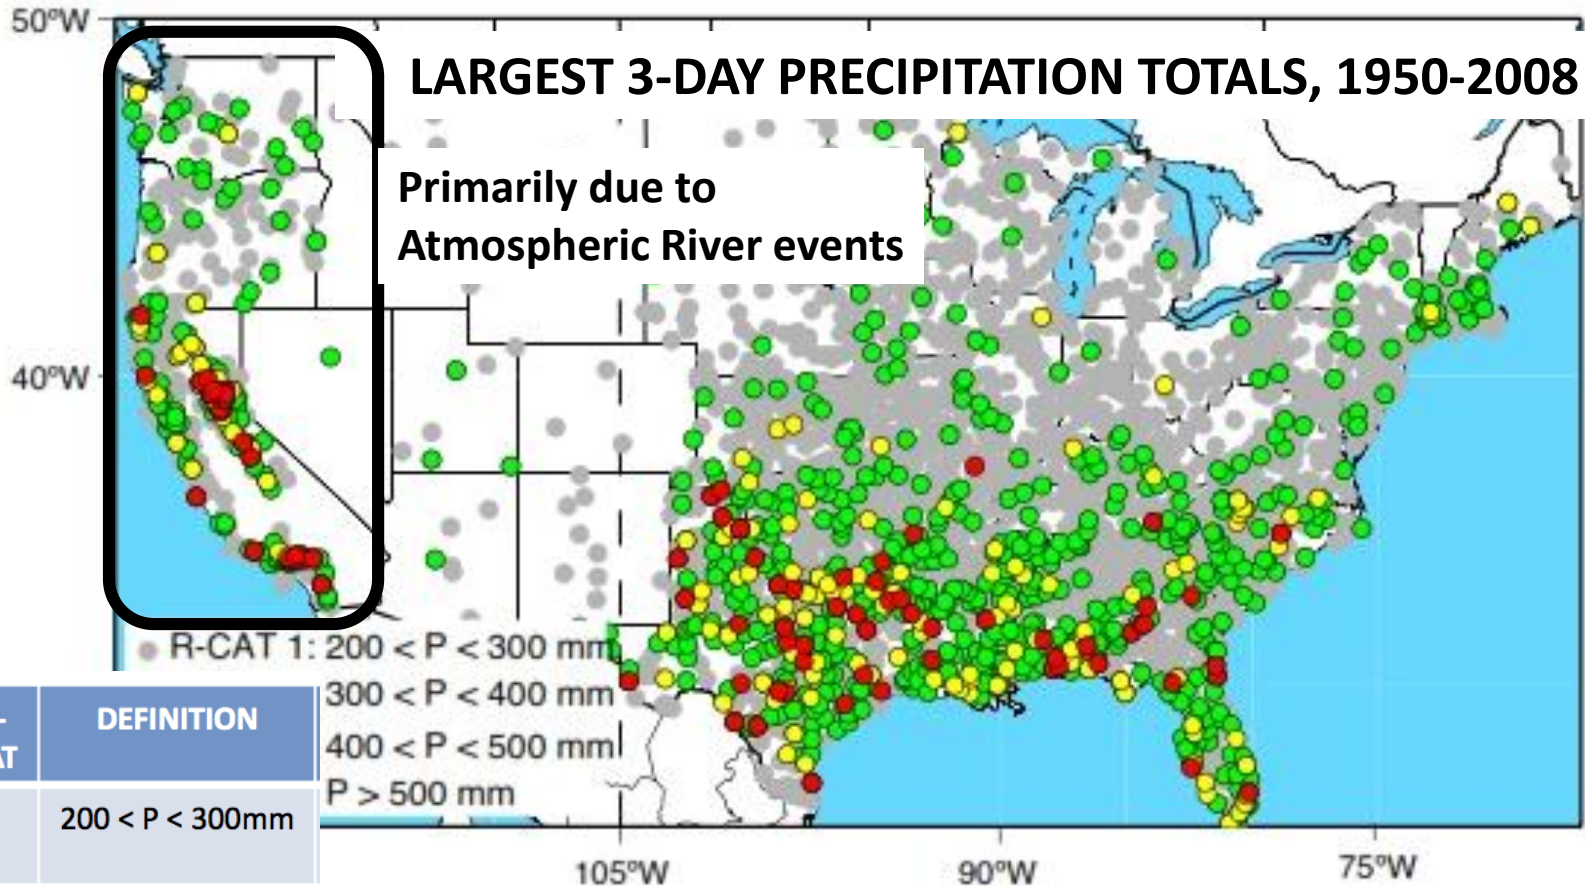 50°W
LARGEST 3-DAY PRECIPITATION TOTALS, 1950-2008
Primarily due to
Atmospheric River events
40°W
R-CAT 1: 200 < P < 300 mm
300 < P < 400 mm
400 < P < 500 mm
P > 500 mm
DEFINITION
200 < P < 300mm
105°W
90°W
75°W